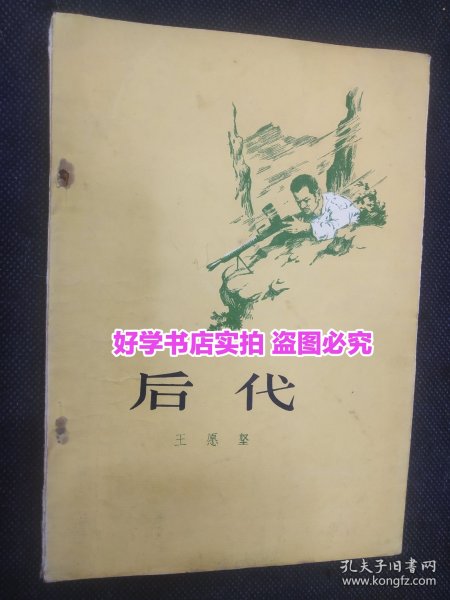 好学书店实拍 盗图必究
后代
王愿坚
孔夫子旧书网
www.kongfz.com